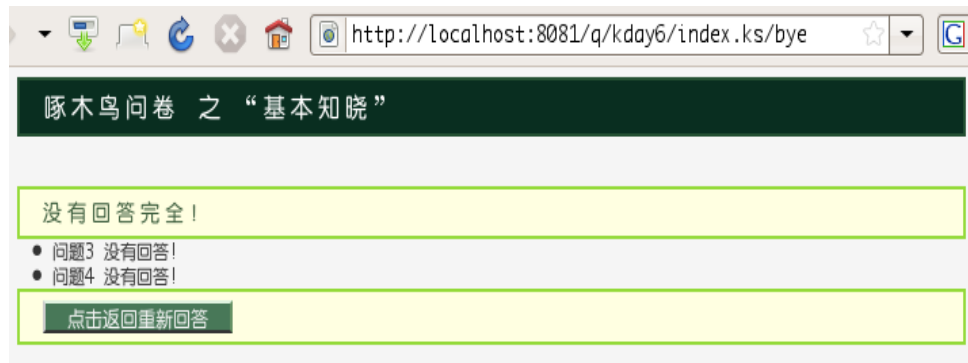 http://localhost:8081/q/kday6/index.ks/bye
G
啄木鸟问卷 之 “基本知晓”
没有回答完全!
• 问题3 没有回答!
• 问题4 没有回答!
点击返回重新回答